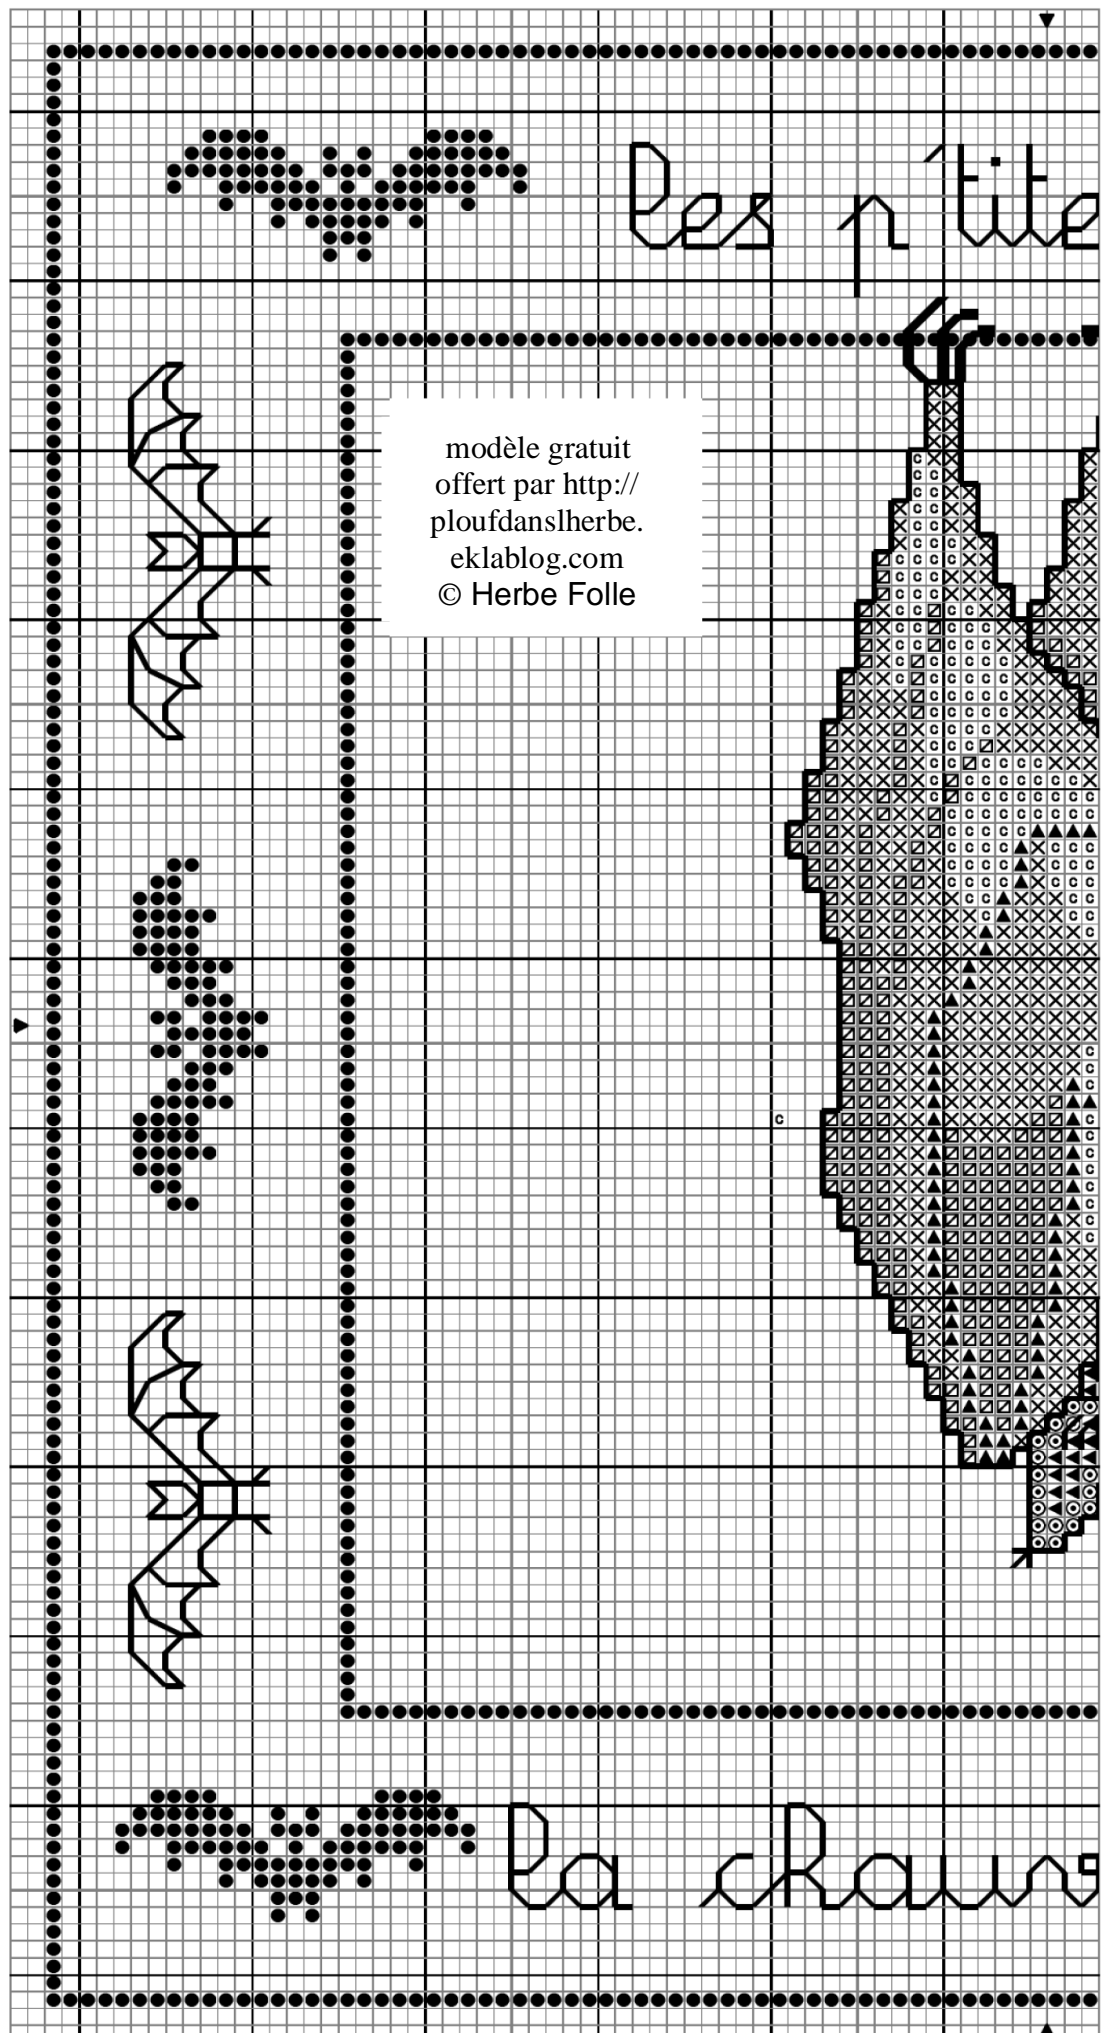 Les p'tite
modèle gratuit
offert par http://
ploufdanslherbe.
eklablog.com
© Herbe Folle
La chauv